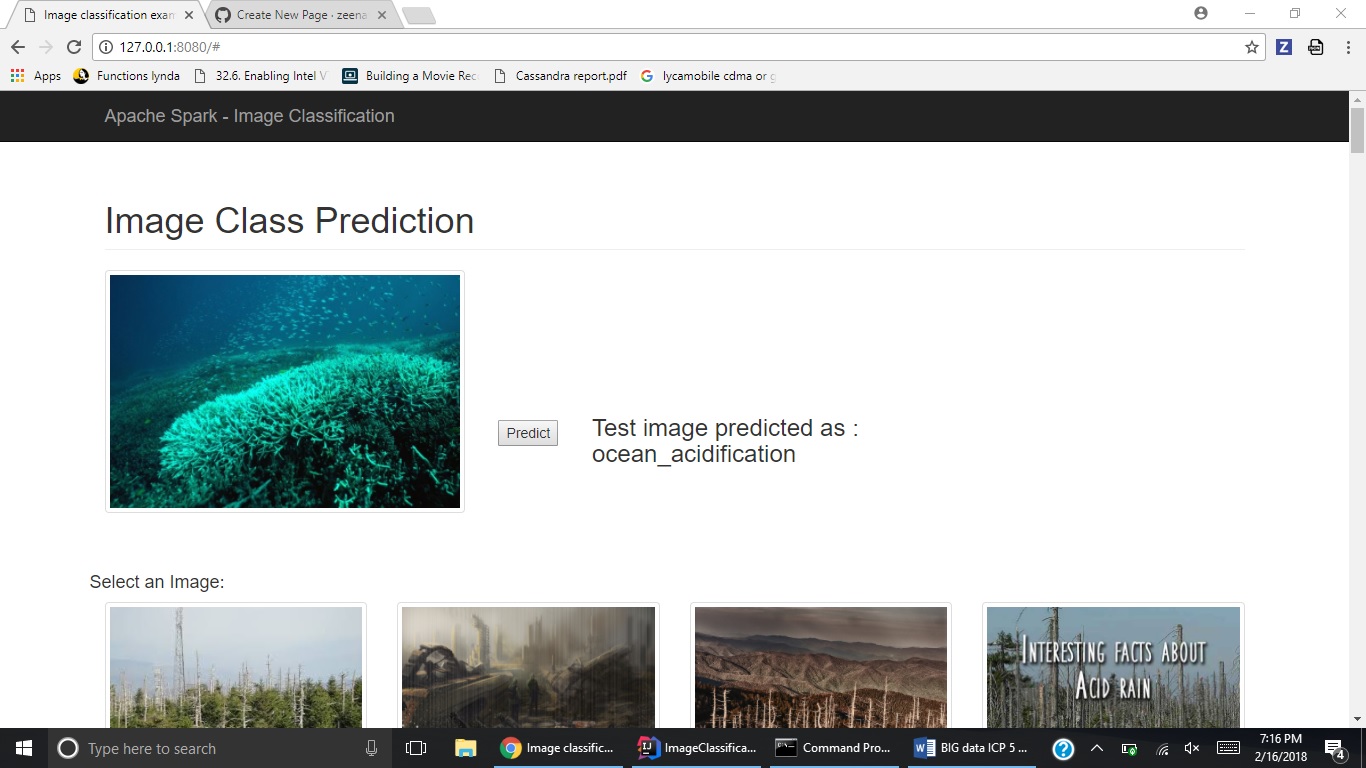 Image classification exam
Create New Page · zeena
127.0.0.1:8080/#
Apps
Functions lynda
32.6. Enabling Intel V
Building a Movie Rec
Cassandra report.pdf
lycamobile cdma or g
Apache Spark - Image Classification
Image Class Prediction
Predict
Test image predicted as :
ocean_acidification
Select an Image:
INTERESTING FACTS ABOUT
ACID RAIN
Type here to search
Image classific...
ImageClassifica...
Command Pro...
BIG data ICP 5 ...
7:16 PM
2/16/2018
4